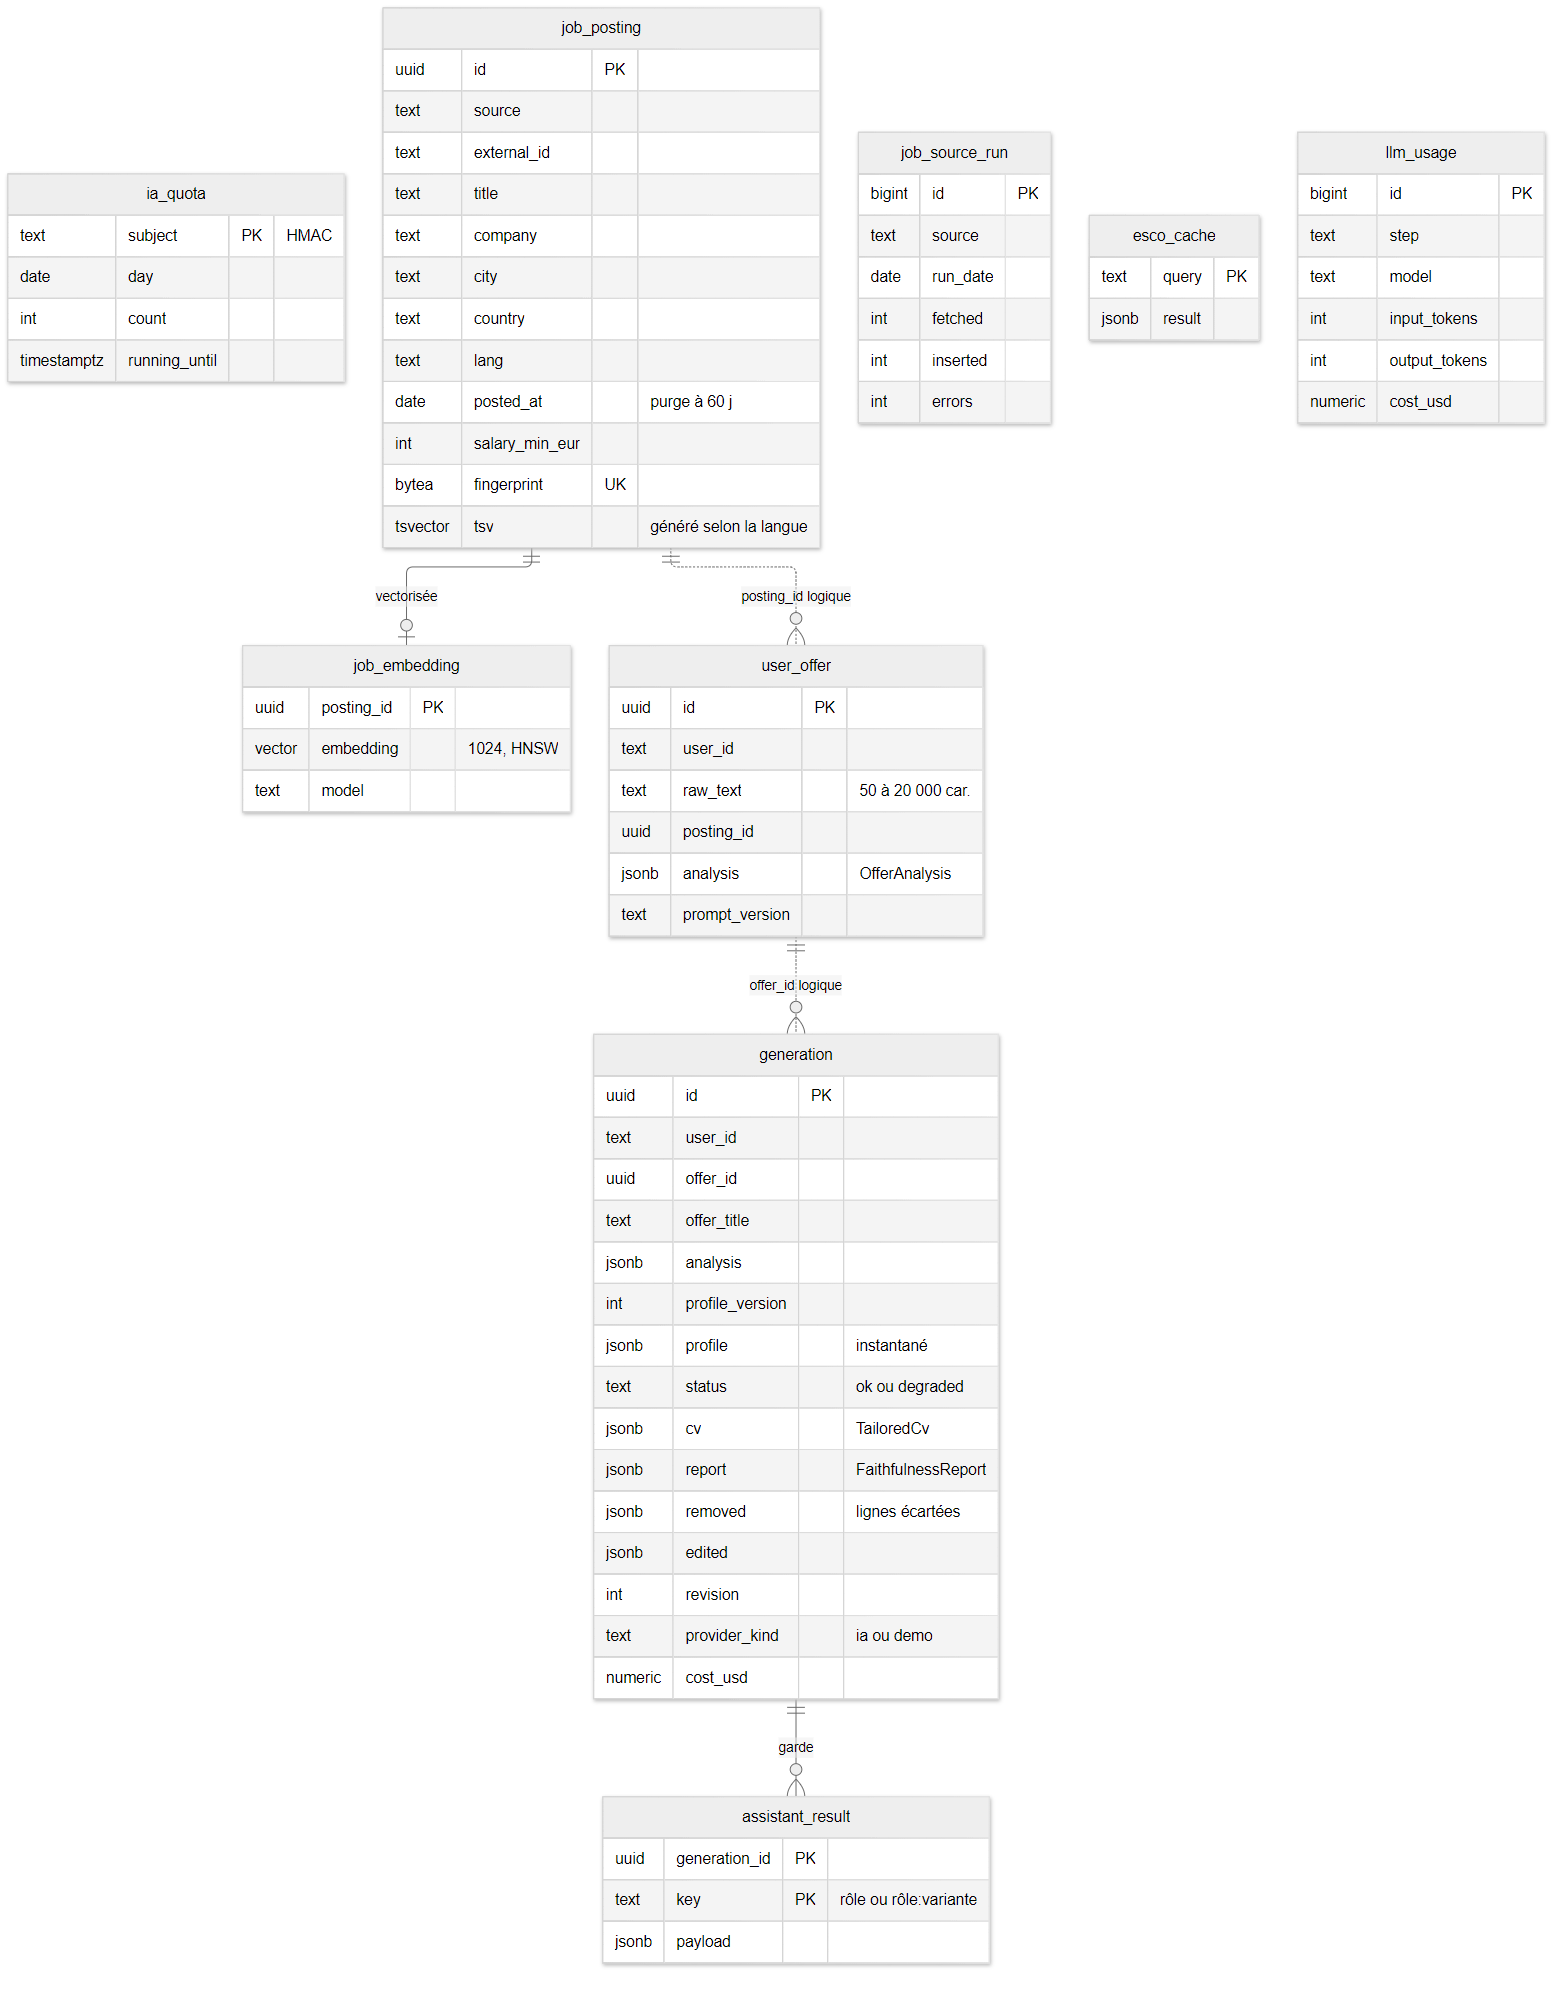 job_posting
uuid id PK
text source
text external_id
text title
text company
text city
text country
text lang
date posted_at purge à 60 j
int salary_min_eur
bytea fingerprint UK
tsvector tsv généré selon la langue
ia_quota
text subject PK HMAC
date day
int count
timestamptz running_until
job_source_run
bigint id PK
text source
date run_date
int fetched
int inserted
int errors
esco_cache
text query PK
jsonb result
llm_usage
bigint id PK
text step
text model
int input_tokens
int output_tokens
numeric cost_usd
vectorisée
posting_id logique
job_embedding
uuid posting_id PK
vector embedding 1024, HNSW
text model
user_offer
uuid id PK
text user_id
text raw_text 50 à 20 000 car.
uuid posting_id
jsonb analysis OfferAnalysis
text prompt_version
offer_id logique
generation
uuid id PK
text user_id
uuid offer_id
text offer_title
jsonb analysis
int profile_version
jsonb profile instantané
text status ok ou degraded
jsonb cv TailoredCv
jsonb report FaithfulnessReport
jsonb removed lignes écartées
jsonb edited
int revision
text provider_kind ia ou demo
numeric cost_usd
garde
assistant_result
uuid generation_id PK
text key PK rôle ou rôle:variante
jsonb payload